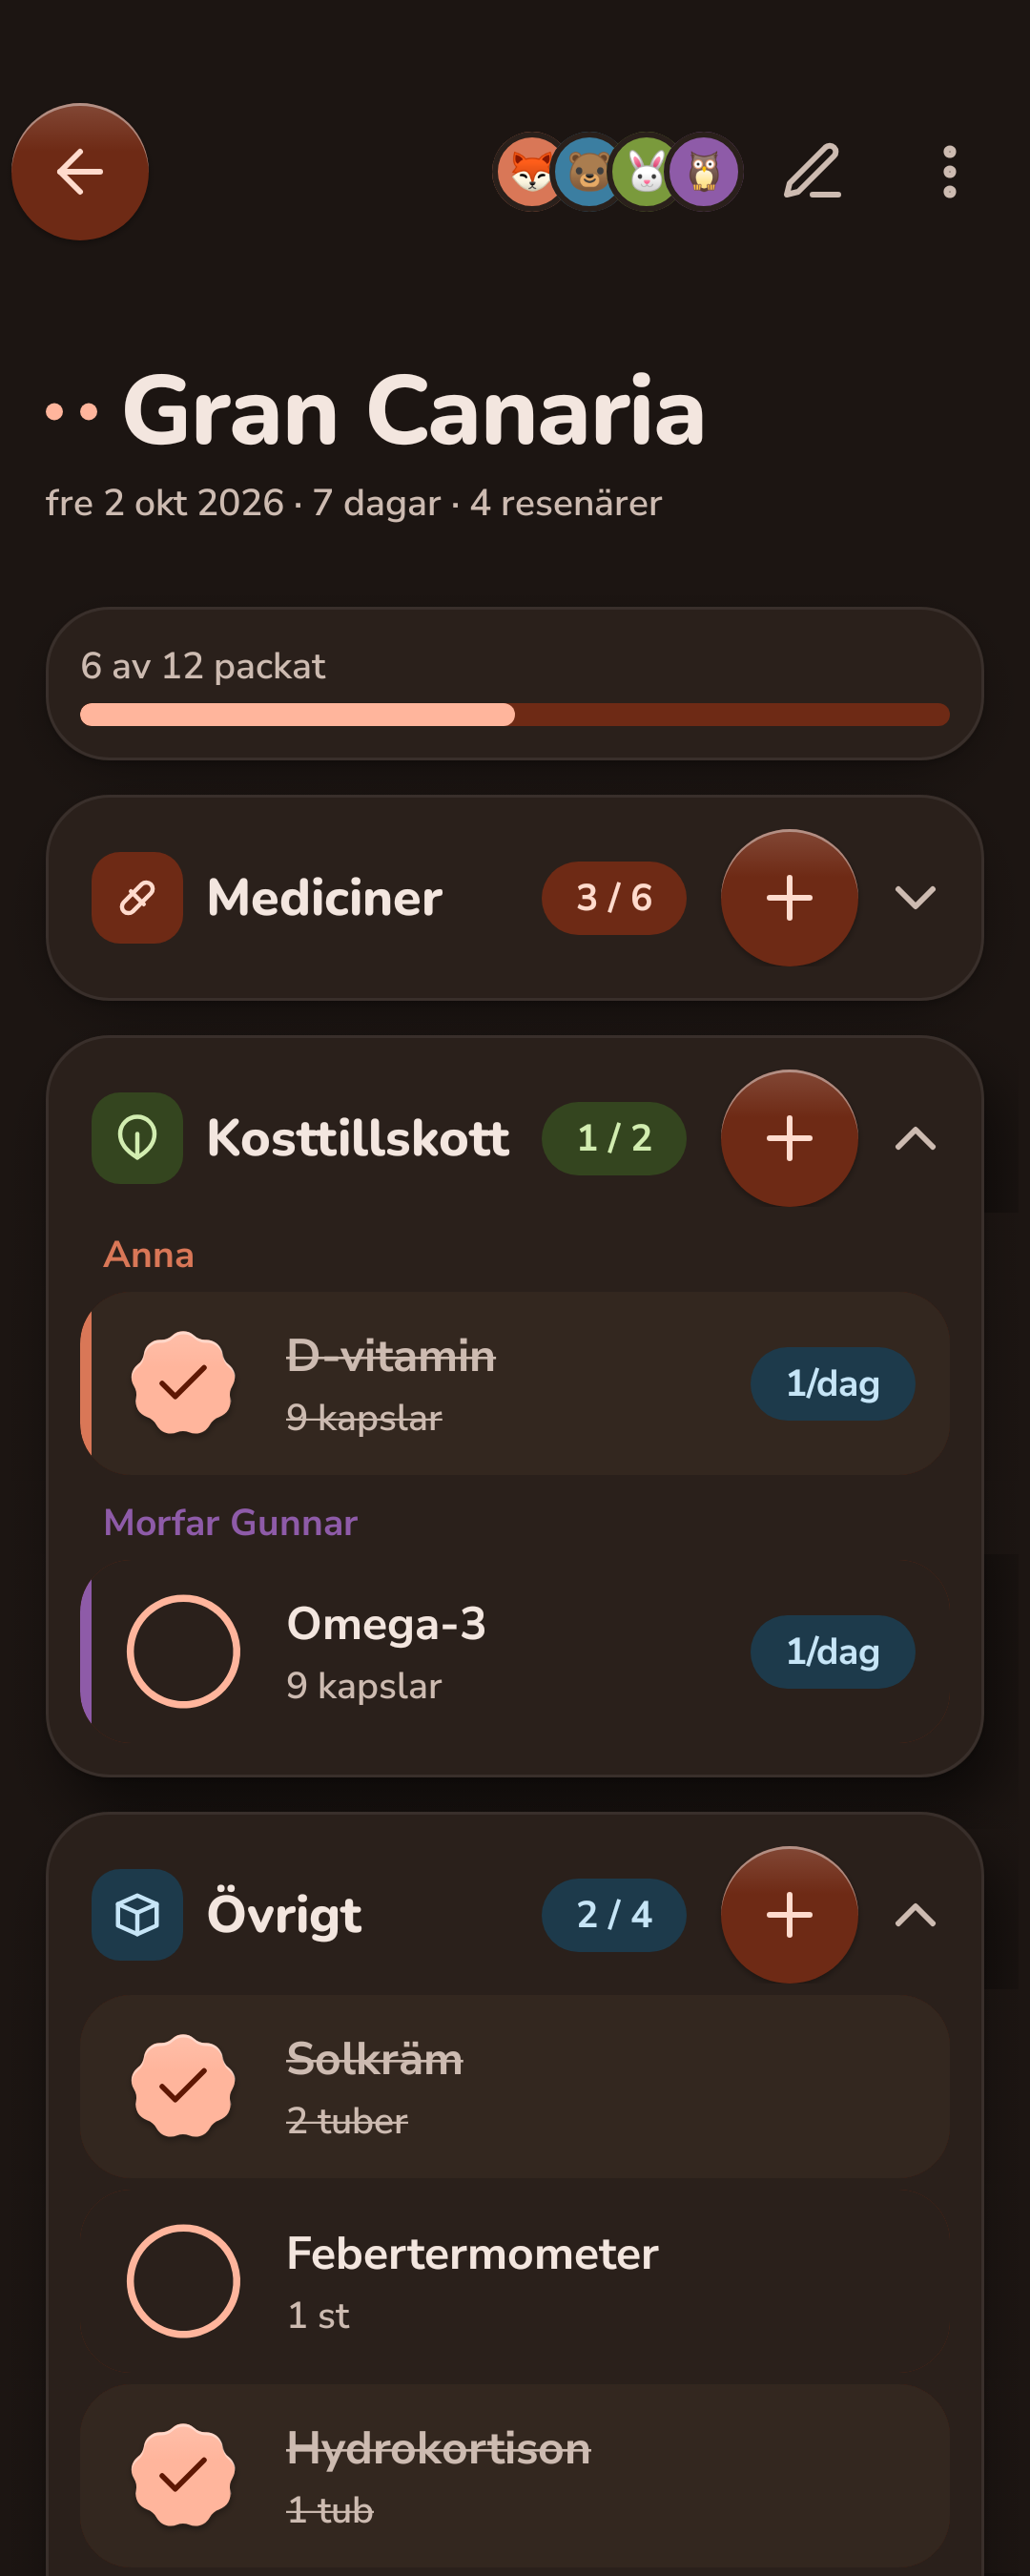 Gran Canaria
fre 2 okt 2026 · 7 dagar · 4 resenärer
6 av 12 packat
Mediciner 3 / 6
Kosttillskott 1 / 2
Anna
D-vitamin
9 kapslar
1/dag
Morfar Gunnar
Omega-3
9 kapslar
1/dag
Övrigt 2 / 4
Solkräm
2 tuber
Febertermometer
1 st
Hydrokortison
1 tub